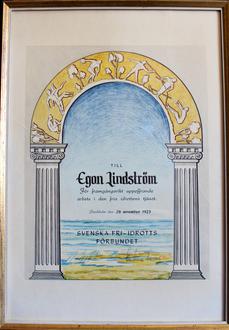 TILL
Egon Lindström
För framgångsrikt uppoffrande
arbete i den fria idrottens tjänst.
Stockholm den 28 november 1925
SVENSKA FRI-IDROTTS
FÖRBUNDET